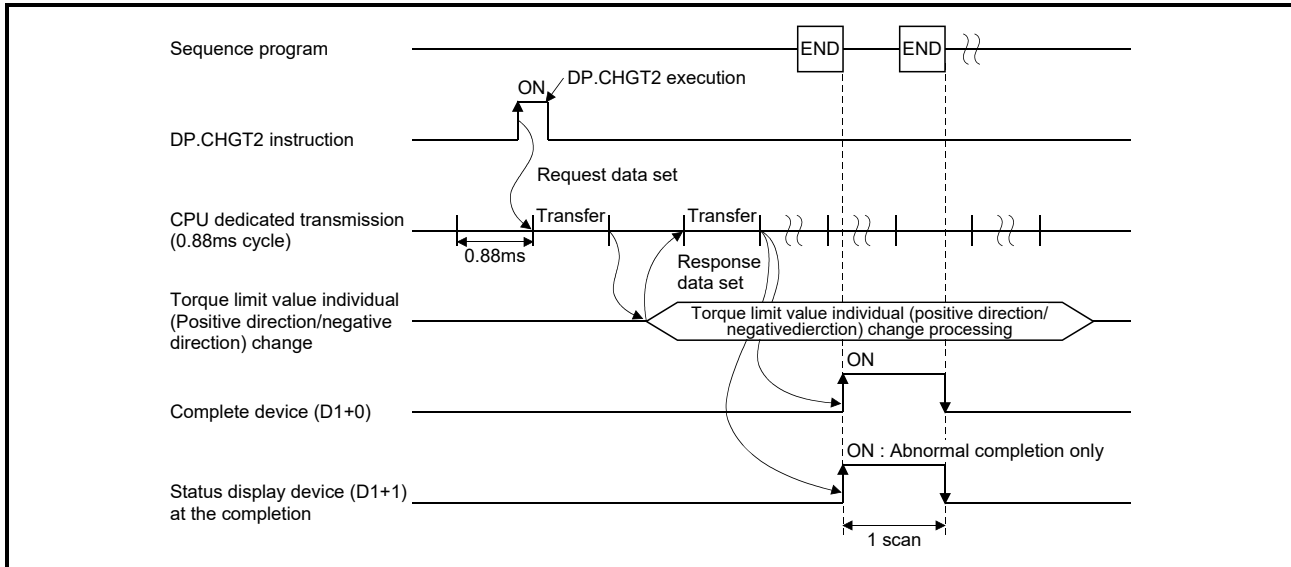 Sequence program
END
END
ON
DP.CHGT2 execution
DP.CHGT2 instruction
Request data set
CPU dedicated transmission
(0.88ms cycle)
Transfer
Transfer
0.88ms
Response
data set
Torque limit value individual
(Positive direction/negative
direction) change
Torque limit value individual (positive direction/
negativedierction) change processing
ON
Complete device (D1+0)
ON : Abnormal completion only
Status display device (D1+1)
at the completion
1 scan